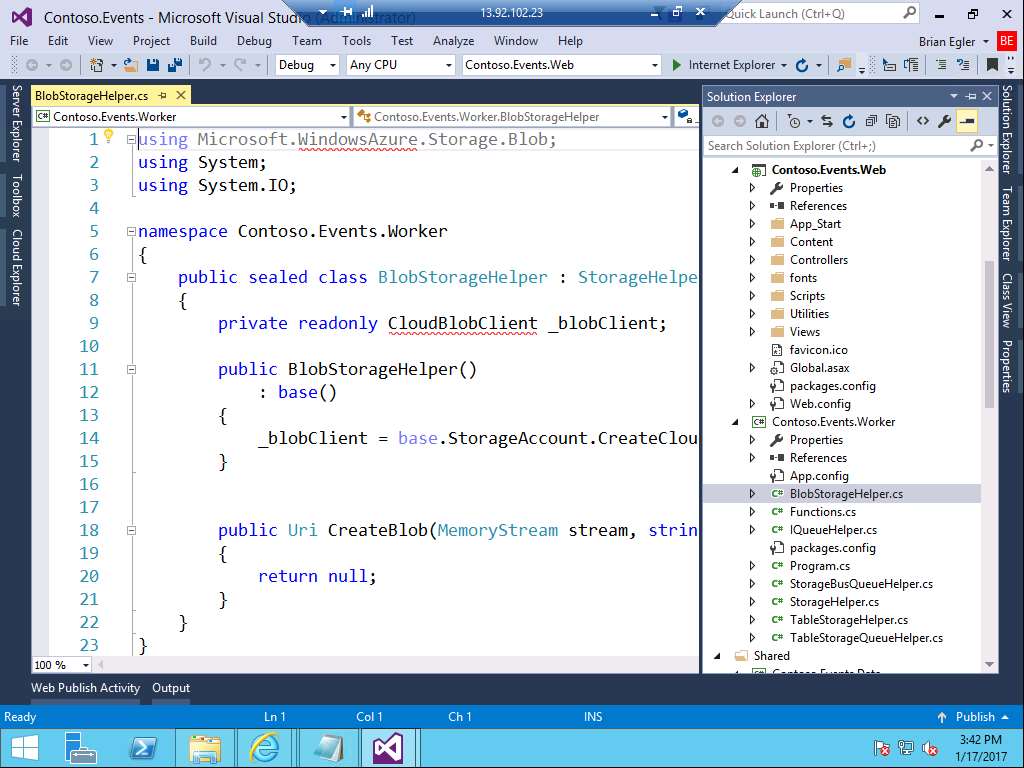 Contoso.Events - Microsoft Visual Studio (Administrator)
13.92.102.23
Quick Launch (Ctrl+Q)
File Edit View Project Build Debug Team Tools Test Analyze Window Help
Brian Egler BE
Debug Any CPU Contoso.Events.Web Internet Explorer
Server Explorer
Toolbox
Cloud Explorer
BlobStorageHelper.cs
Contoso.Events.Worker Contoso.Events.Worker.BlobStorageHelper
1 using Microsoft.WindowsAzure.Storage.Blob;
2 using System;
3 using System.IO;
4
5 namespace Contoso.Events.Worker
6 {
7 public sealed class BlobStorageHelper : StorageHelpe
8 {
9 private readonly CloudBlobClient _blobClient;
10
11 public BlobStorageHelper()
12 : base()
13 {
14 _blobClient = base.StorageAccount.CreateClou
15 }
16
17
18 public Uri CreateBlob(MemoryStream stream, strin
19 {
20 return null;
21 }
22 }
23 }
100 %
Solution Explorer
Search Solution Explorer (Ctrl+;)
Contoso.Events.Web
Properties
References
App_Start
Content
Controllers
fonts
Scripts
Utilities
Views
favicon.ico
Global.asax
packages.config
Web.config
C# Contoso.Events.Worker
Properties
References
App.config
C# BlobStorageHelper.cs
C# Functions.cs
C# IQueueHelper.cs
packages.config
C# Program.cs
C# StorageBusQueueHelper.cs
C# StorageHelper.cs
C# TableStorageHelper.cs
C# TableStorageQueueHelper.cs
Shared
Contoso.Events.Data
Solution Explorer
Team Explorer
Class View
Properties
Web Publish Activity Output
Ready Ln 1 Col 1 Ch 1 INS Publish
3:42 PM
1/17/2017